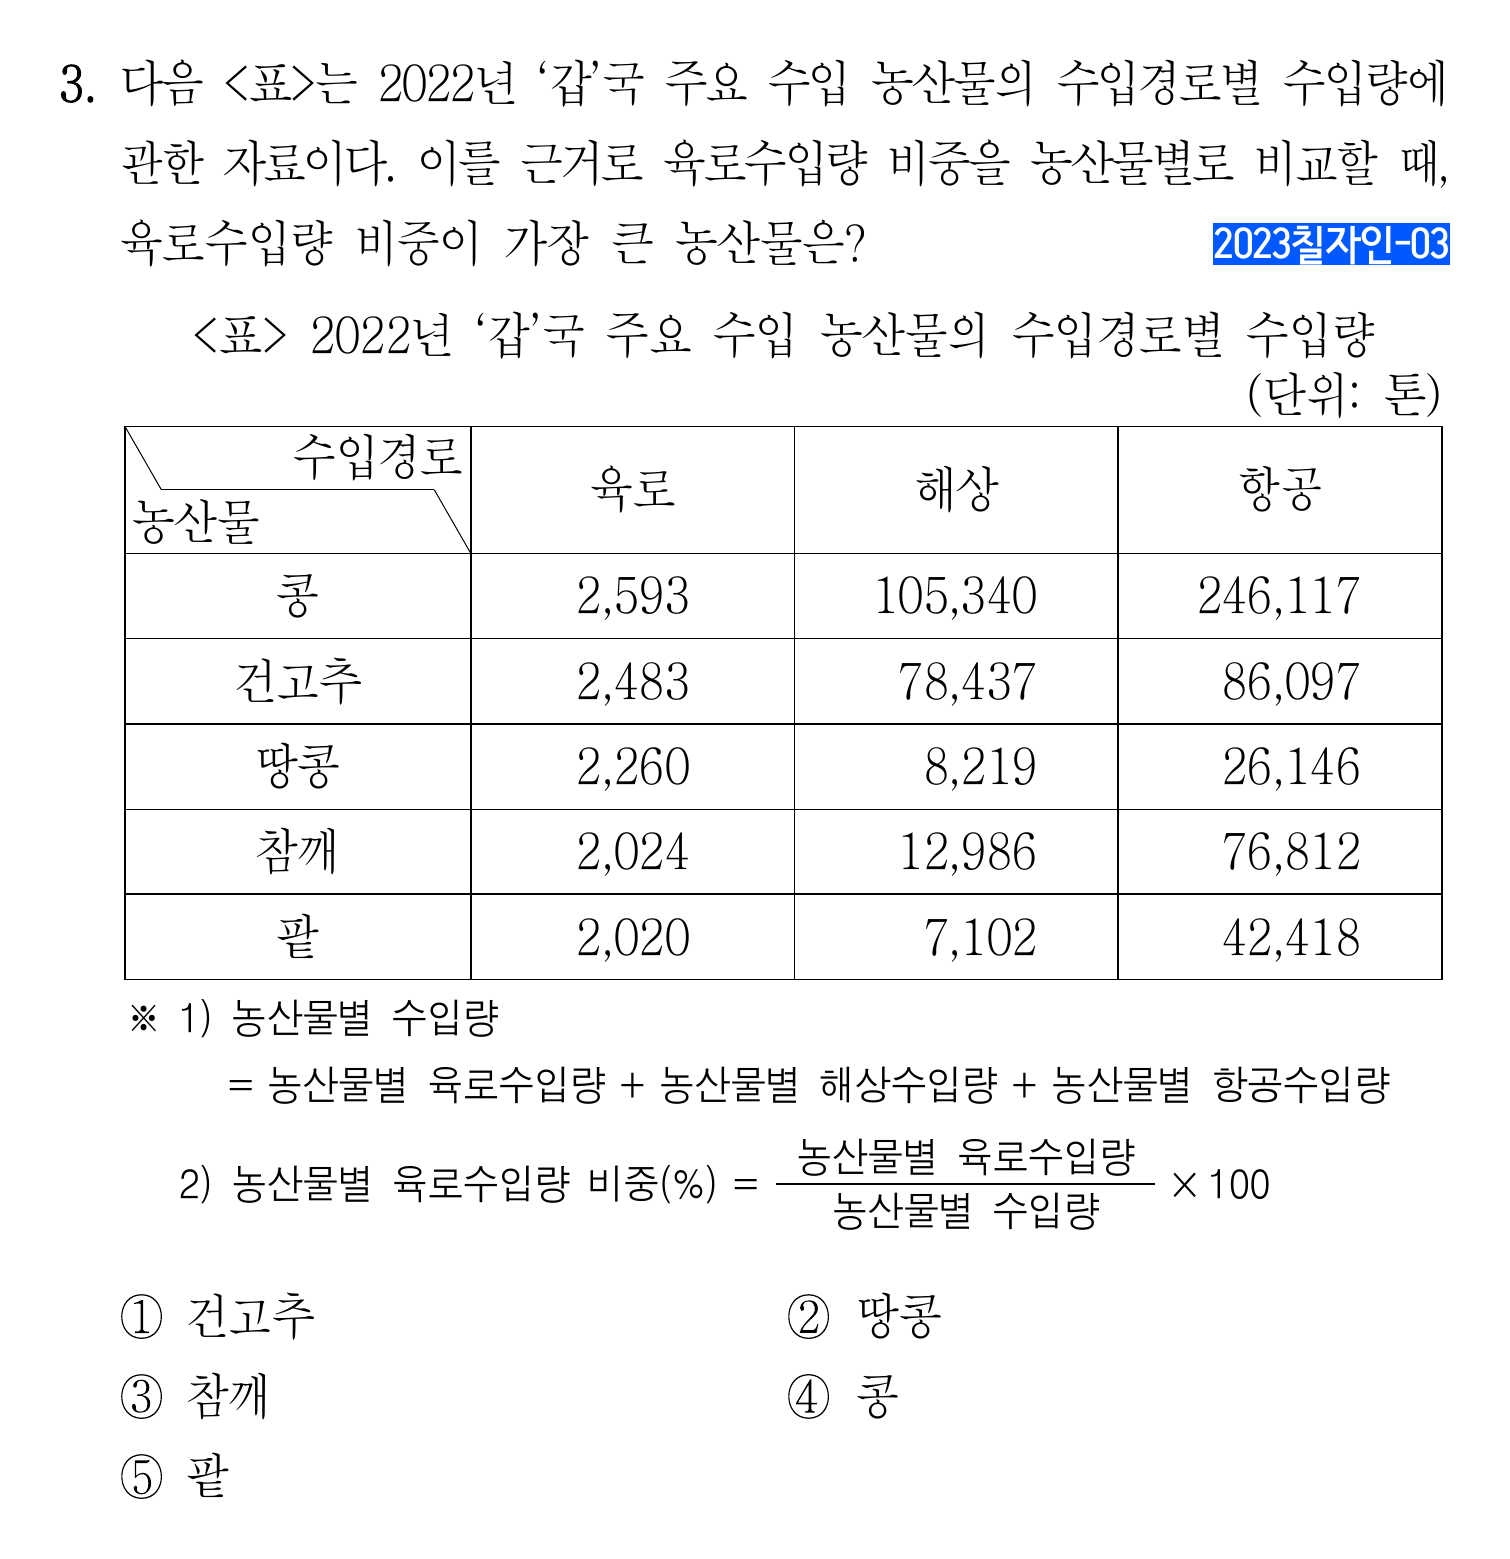 3. 다음 <표>는 2022년 ‘갑’국 주요 수입 농산물의 수입경로별 수입량에
관한 자료이다. 이를 근거로 육로수입량 비중을 농산물별로 비교할 때,
육로수입량 비중이 가장 큰 농산물은? 2023칠자인-03
<표> 2022년 ‘갑’국 주요 수입 농산물의 수입경로별 수입량
(단위: 톤)
수입경로 육로 해상 항공
농산물
콩 2,593 105,340 246,117
건고추 2,483 78,437 86,097
땅콩 2,260 8,219 26,146
참깨 2,024 12,986 76,812
팥 2,020 7,102 42,418
※ 1) 농산물별 수입량
= 농산물별 육로수입량 + 농산물별 해상수입량 + 농산물별 항공수입량
2) 농산물별 육로수입량 비중(%) = 농산물별 육로수입량 / 농산물별 수입량 × 100
① 건고추 ② 땅콩
③ 참깨 ④ 콩
⑤ 팥